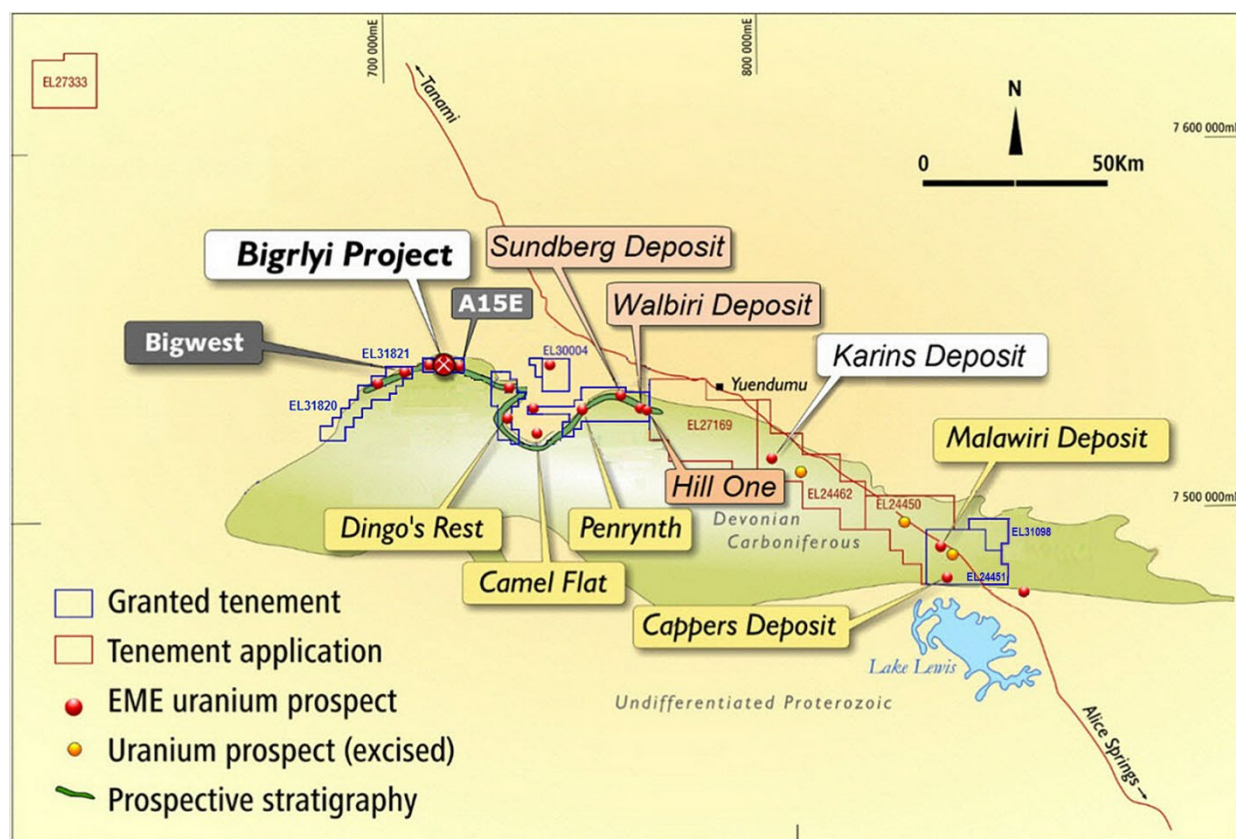 700 000mE
800 000mE
EL27333
Tanami
N
7 600 000mE
0 50Km
Sundberg Deposit
Bigrlyi Project
Walbiri Deposit
A15E
Bigwest
EL31821
EL30004
Karins Deposit
Yuendumu
EL31820
EL27169
Malawiri Deposit
Hill One
EL24462
EL24450
7 500 000mE
Dingo's Rest
Penrynth
Devonian
Carboniferous
EL31098
Camel Flat
EL24451
Granted tenement
Cappers Deposit
Tenement application
Lake Lewis
EME uranium prospect
Undifferentiated Proterozoic
Uranium prospect (excised)
Alice Springs
Prospective stratigraphy